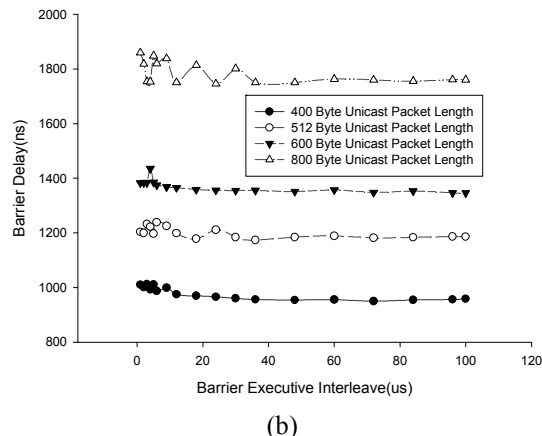 2000
1800
1600
1400
1200
1000
800
Barrier Delay(ns)
400 Byte Unicast Packet Length
512 Byte Unicast Packet Length
600 Byte Unicast Packet Length
800 Byte Unicast Packet Length
0
20
40
60
80
100
120
Barrier Executive Interleave(us)
(b)